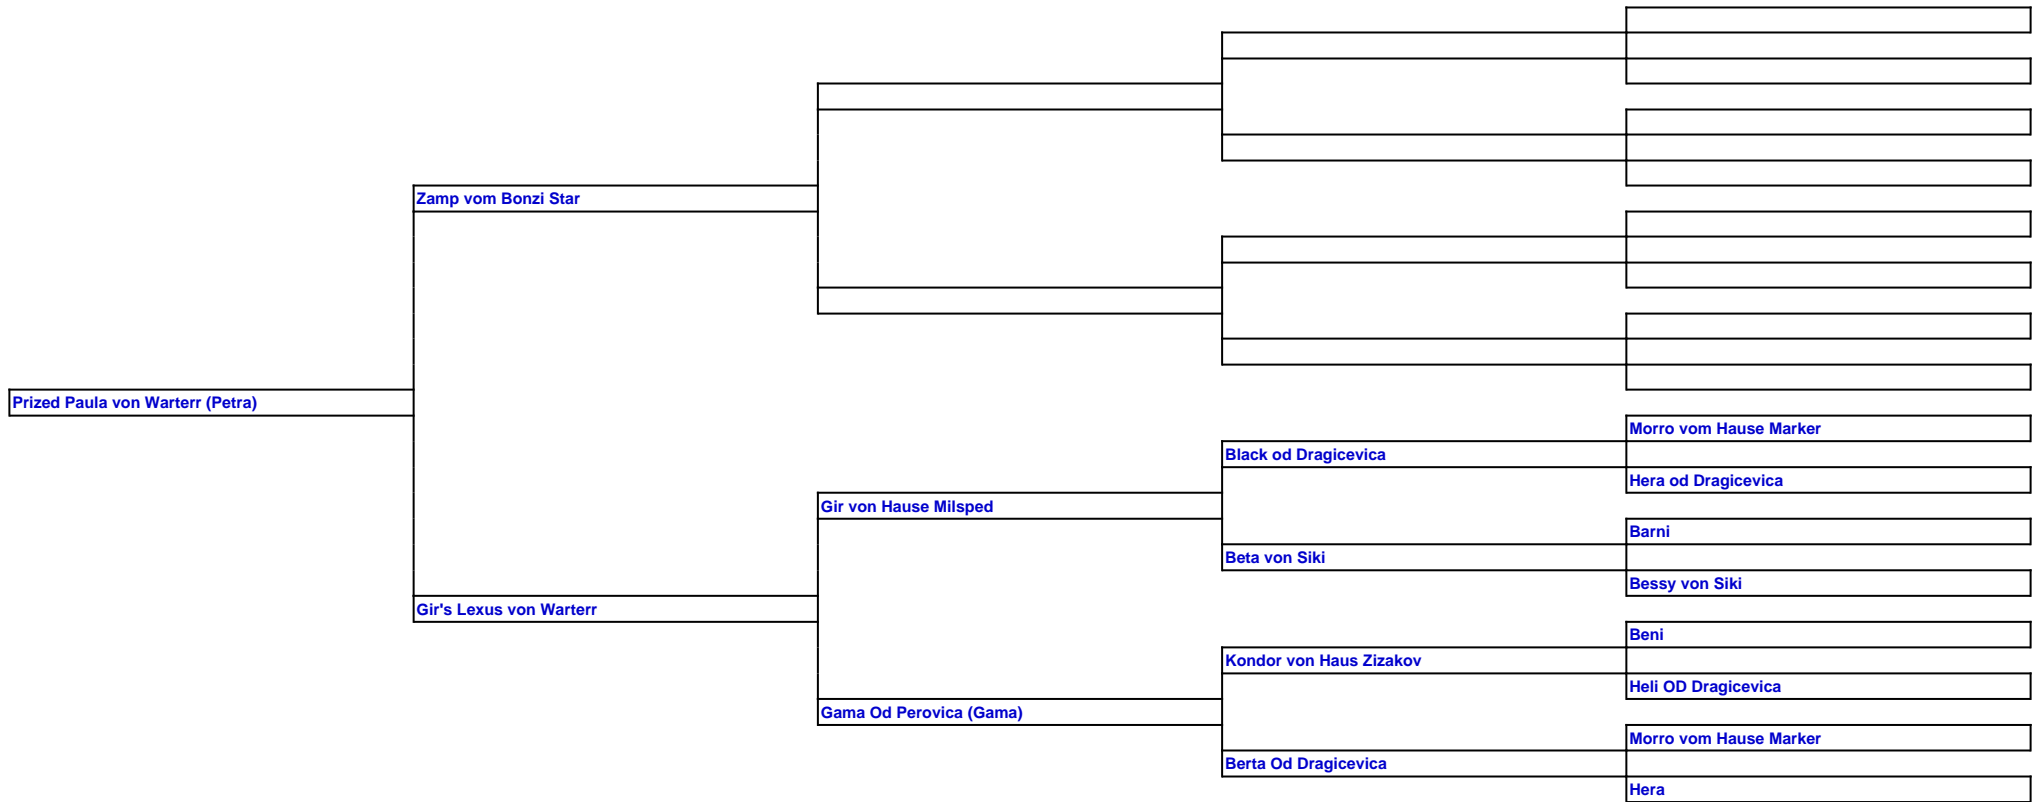 Zamp vom Bonzi Star
Prized Paula von Warterr (Petra)
Morro vom Hause Marker
Black od Dragicevica
Hera od Dragicevica
Gir von Hause Milsped
Barni
Beta von Siki
Bessy von Siki
Gir's Lexus von Warterr
Beni
Kondor von Haus Zizakov
Heli OD Dragicevica
Gama Od Perovica (Gama)
Morro vom Hause Marker
Berta Od Dragicevica
Hera